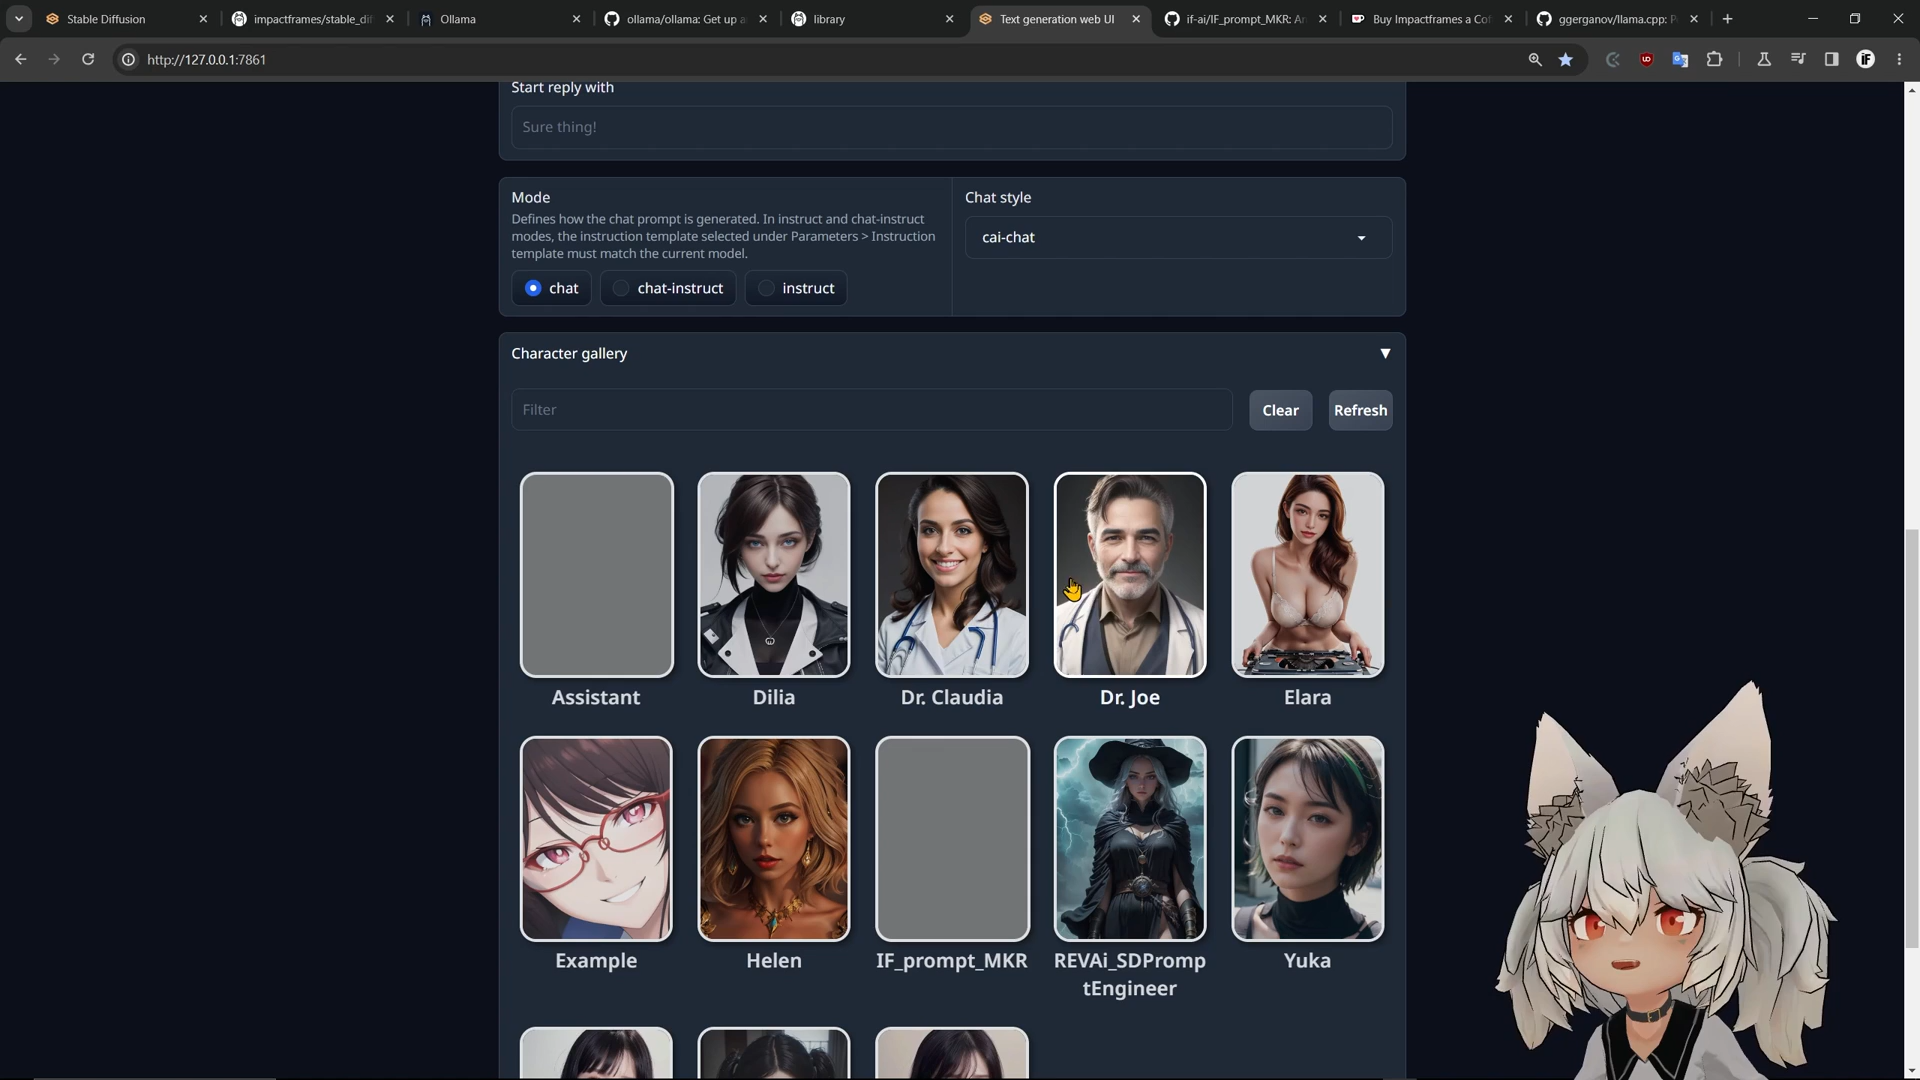 Stable Diffusion
impactframes/stable_dif
Ollama
ollama/ollama: Get up a
library
Text generation web UI
if-ai/IF_prompt_MKR: An
Buy Impactframes a Cof
ggerganov/llama.cpp: P
http://127.0.0.1:7861
iF
Start reply with
Sure thing!
Mode
Defines how the chat prompt is generated. In instruct and chat-instruct
modes, the instruction template selected under Parameters > Instruction
template must match the current model.
chat
chat-instruct
instruct
Chat style
cai-chat
Character gallery
Filter
Clear
Refresh
Assistant
Dilia
Dr. Claudia
Dr. Joe
Elara
Example
Helen
IF_prompt_MKR
REVAi_SDPromp
tEngineer
Yuka